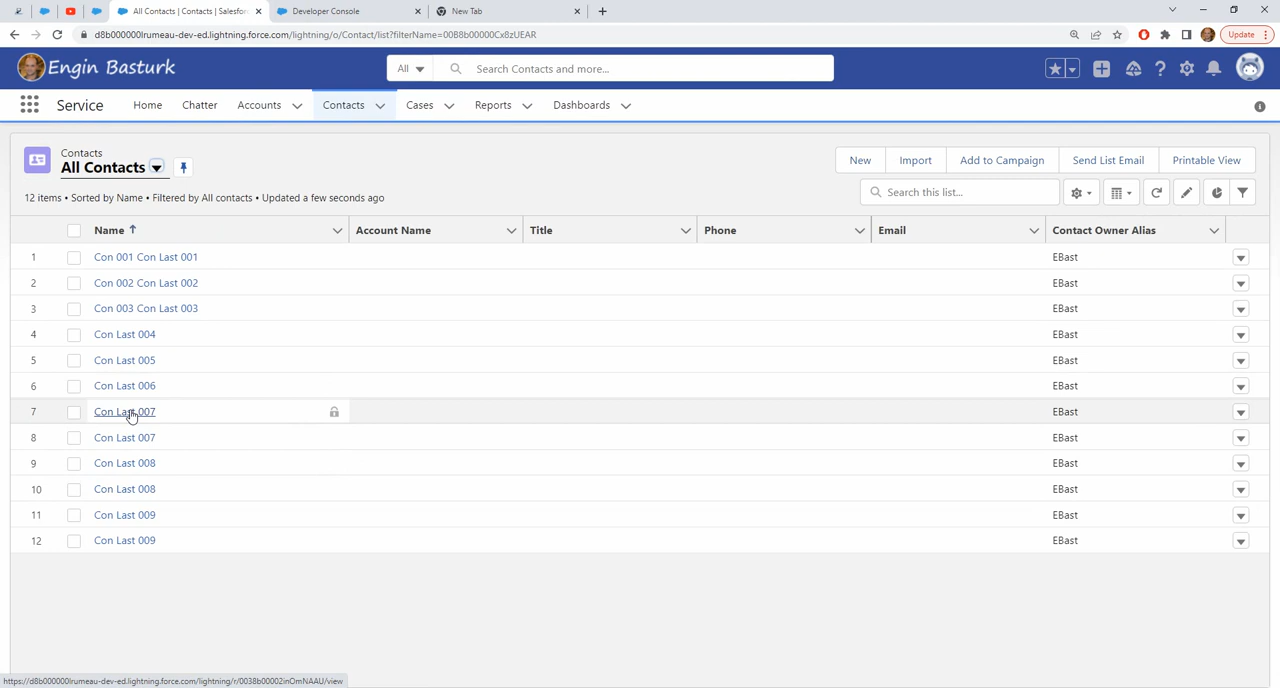 All Contacts | Contacts | Salesfor
Developer Console
New Tab
d8b000000lrumeau-dev-ed.lightning.force.com/lightning/o/Contact/list?filterName=00B8b00000Cx8zUEAR
Update
Engin Basturk
All
Search Contacts and more...
Service
Home
Chatter
Accounts
Contacts
Cases
Reports
Dashboards
Contacts
All Contacts
New
Import
Add to Campaign
Send List Email
Printable View
12 items • Sorted by Name • Filtered by All contacts • Updated a few seconds ago
Search this list...
Name
Account Name
Title
Phone
Email
Contact Owner Alias
1 Con 001 Con Last 001 EBast
2 Con 002 Con Last 002 EBast
3 Con 003 Con Last 003 EBast
4 Con Last 004 EBast
5 Con Last 005 EBast
6 Con Last 006 EBast
7 Con Last 007 EBast
8 Con Last 007 EBast
9 Con Last 008 EBast
10 Con Last 008 EBast
11 Con Last 009 EBast
12 Con Last 009 EBast
https://d8b000000lrumeau-dev-ed.lightning.force.com/lightning/r/0038b00002inOmNAAU/view